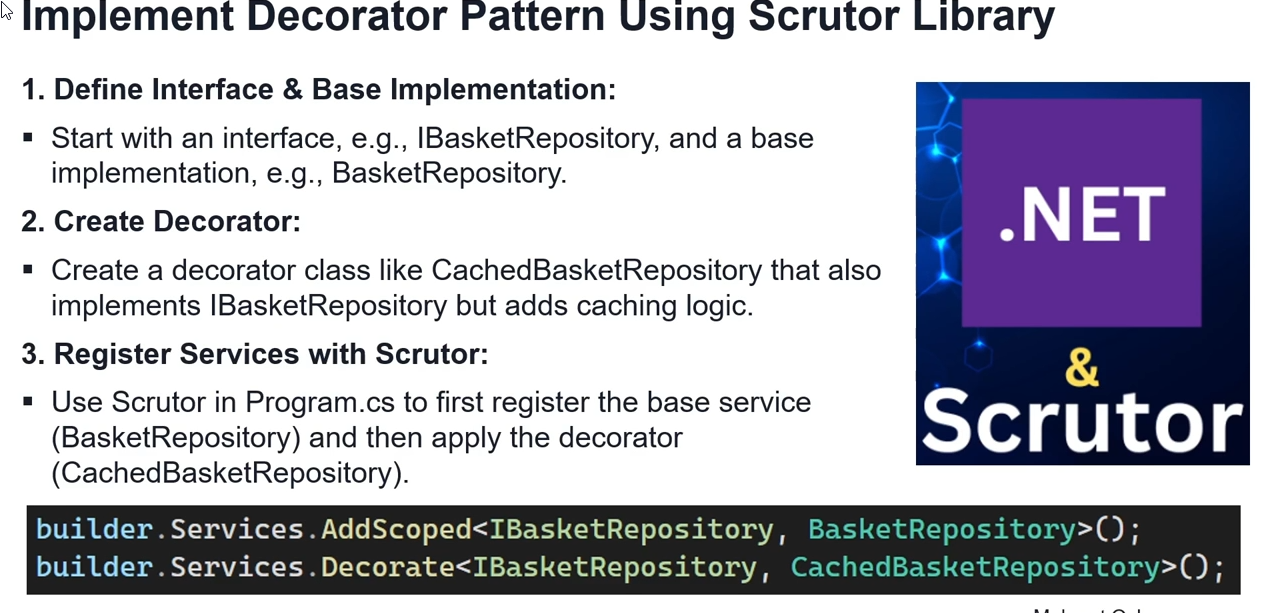 Implement Decorator Pattern Using Scrutor Library
1. Define Interface & Base Implementation:
▪ Start with an interface, e.g., IBasketRepository, and a base
implementation, e.g., BasketRepository.
2. Create Decorator:
▪ Create a decorator class like CachedBasketRepository that also
implements IBasketRepository but adds caching logic.
3. Register Services with Scrutor:
▪ Use Scrutor in Program.cs to first register the base service
(BasketRepository) and then apply the decorator
(CachedBasketRepository).
.NET
&
Scrutor
builder.Services.AddScoped<IBasketRepository, BasketRepository>();
builder.Services.Decorate<IBasketRepository, CachedBasketRepository>();